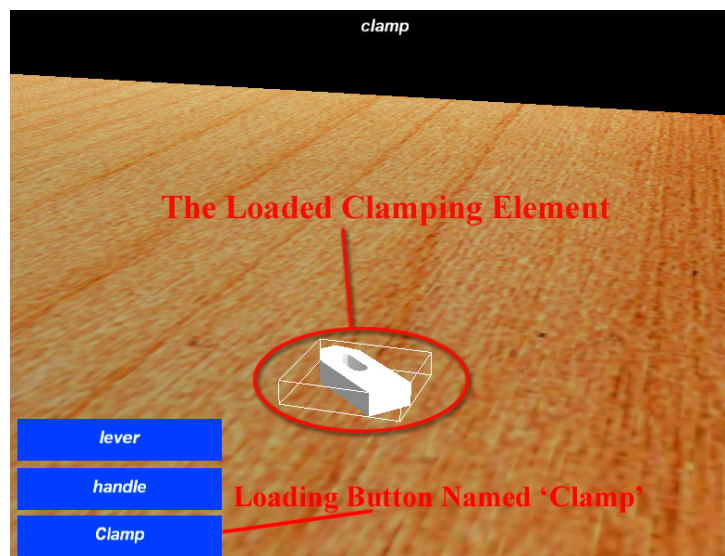 clamp
The Loaded Clamping Element
lever
handle
Loading Button Named ‘Clamp’
Clamp